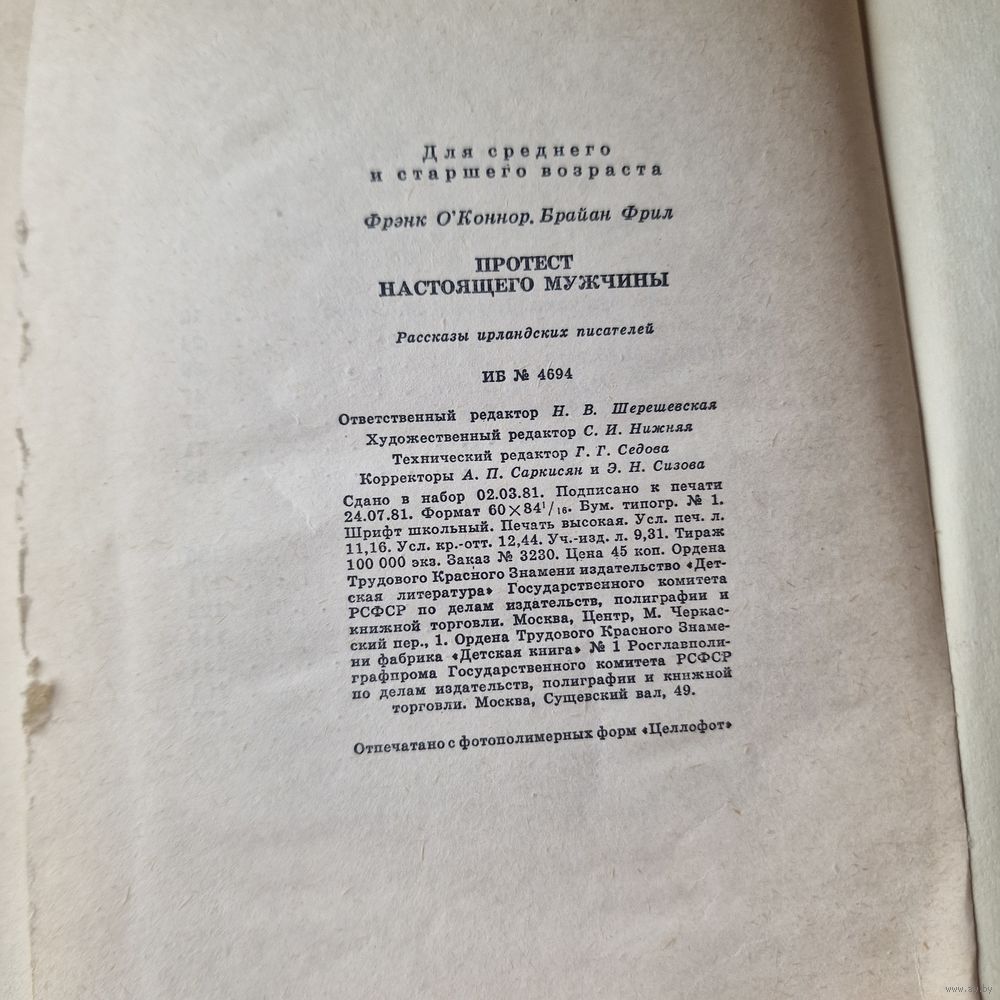 Для среднего
и старшего возраста
Фрэнк О'Коннор, Брайан Фрил
ПРОТЕСТ
НАСТОЯЩЕГО МУЖЧИНЫ
Рассказы ирландских писателей
ИБ № 4694
Ответственный редактор Н. В. Шерешевская
Художественный редактор С. И. Нижняя
Технический редактор Г. Г. Седова
Корректоры А. П. Саркисян и Э. Н. Сизова
Сдано в набор 02.03.81. Подписано к печати
24.07.81. Формат 60×84¹/₁₆. Бум. типогр. № 1.
Шрифт школьный. Печать высокая. Усл. печ. л.
11,16. Усл. кр.-отт. 12,44. Уч.-изд. л. 9,31. Тираж
100 000 экз. Заказ № 3230. Цена 45 коп. Ордена
Трудового Красного Знамени издательство «Дет-
ская литература» Государственного комитета
РСФСР по делам издательств, полиграфии и
книжной торговли. Москва, Центр, М. Черкас-
ский пер., 1. Ордена Трудового Красного Знаме-
ни фабрика «Детская книга» № 1 Росглавполи-
графпрома Государственного комитета РСФСР
по делам издательств, полиграфии и книжной
торговли. Москва, Сущевский вал, 49.
Отпечатано с фотополимерных форм «Целлофот»
www.ay.by